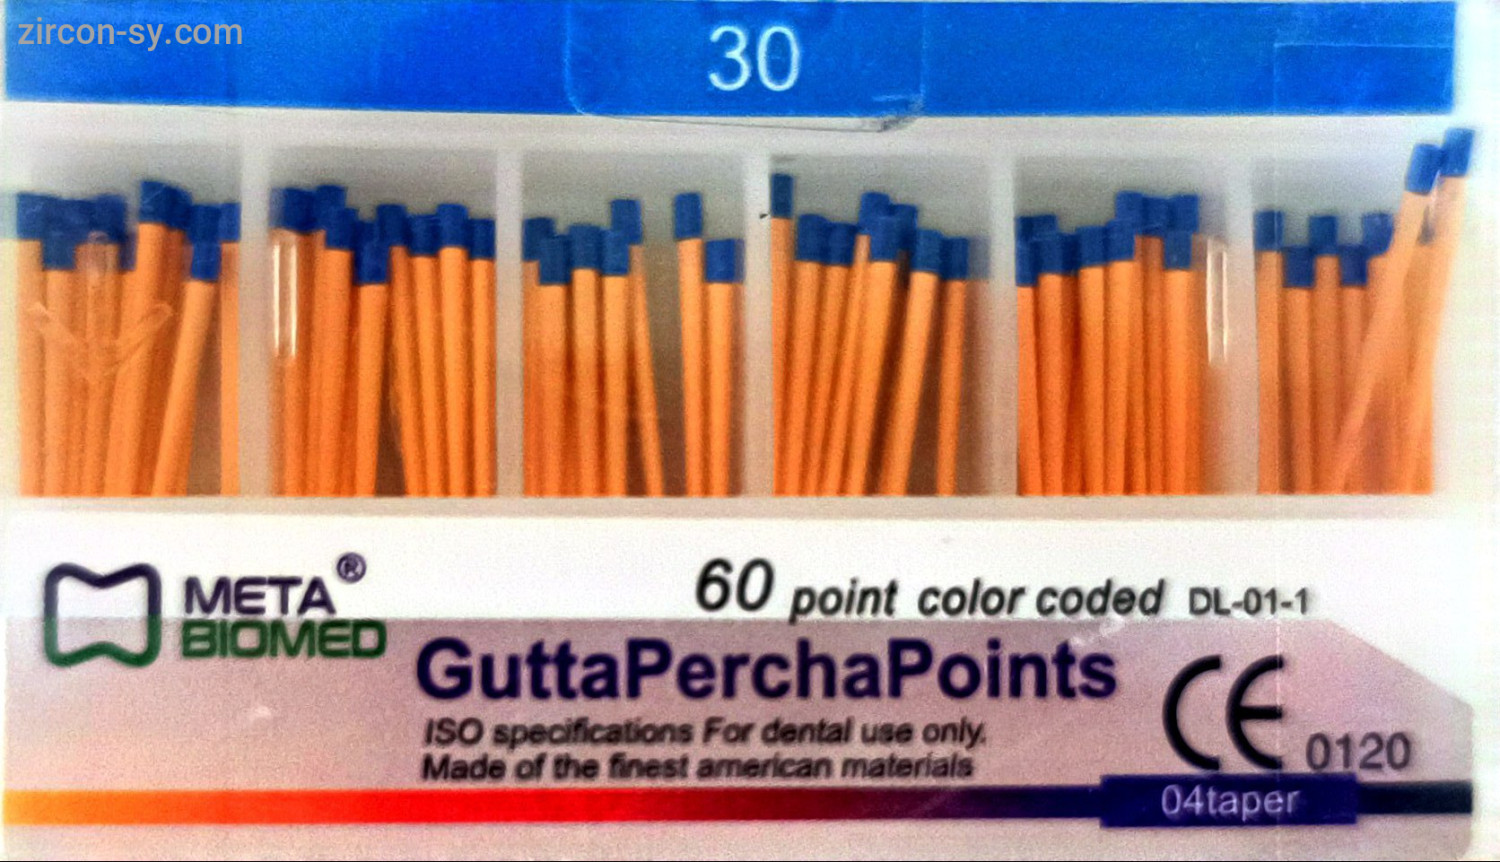 zircon-sy.com
30
META®
BIOMED
60 point color coded DL-01-1
GuttaPerchaPoints
ISO specifications For dental use only.
Made of the finest american materials
CE 0120
04taper